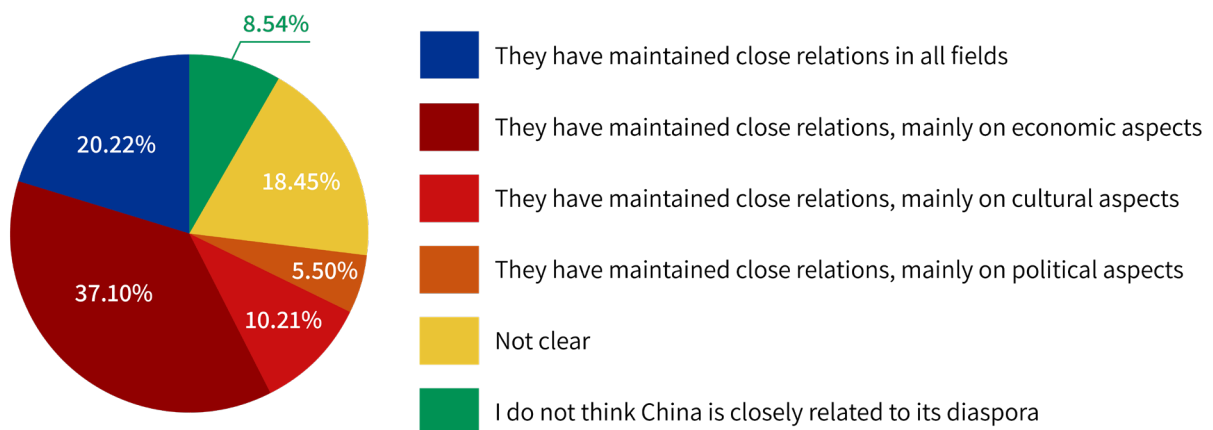 8.54%
20.22%
18.45%
5.50%
37.10%
10.21%
They have maintained close relations in all fields
They have maintained close relations, mainly on economic aspects
They have maintained close relations, mainly on cultural aspects
They have maintained close relations, mainly on political aspects
Not clear
I do not think China is closely related to its diaspora